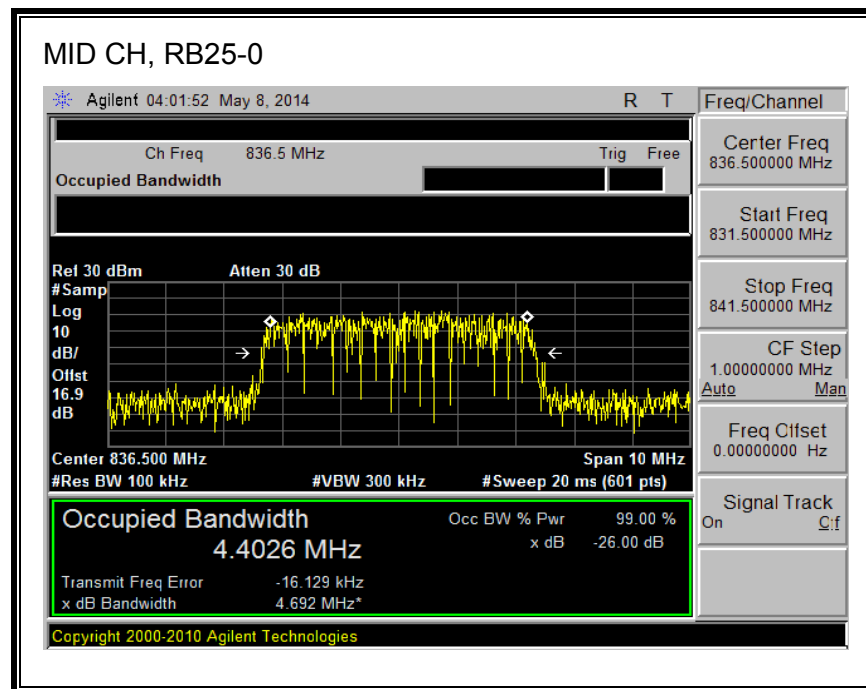 MID CH, RB25-0
Agilent 04:01:52 May 8, 2014 R T Freq/Channel
Ch Freq 836.5 MHz Trig Free
Occupied Bandwidth
Center Freq
836.500000 MHz
Start Freq
831.500000 MHz
Stop Freq
841.500000 MHz
CF Step
1.00000000 MHz
Auto Man
Freq Offset
0.00000000 Hz
Signal Track
On Off
Ref 30 dBm Atten 30 dB
#Samp
Log
10
dB/
Offst
16.9
dB
Center 836.500 MHz Span 10 MHz
#Res BW 100 kHz #VBW 300 kHz #Sweep 20 ms (601 pts)
Occupied Bandwidth Occ BW % Pwr 99.00 %
4.4026 MHz x dB -26.00 dB
Transmit Freq Error -16.129 kHz
x dB Bandwidth 4.692 MHz*
Copyright 2000-2010 Agilent Technologies